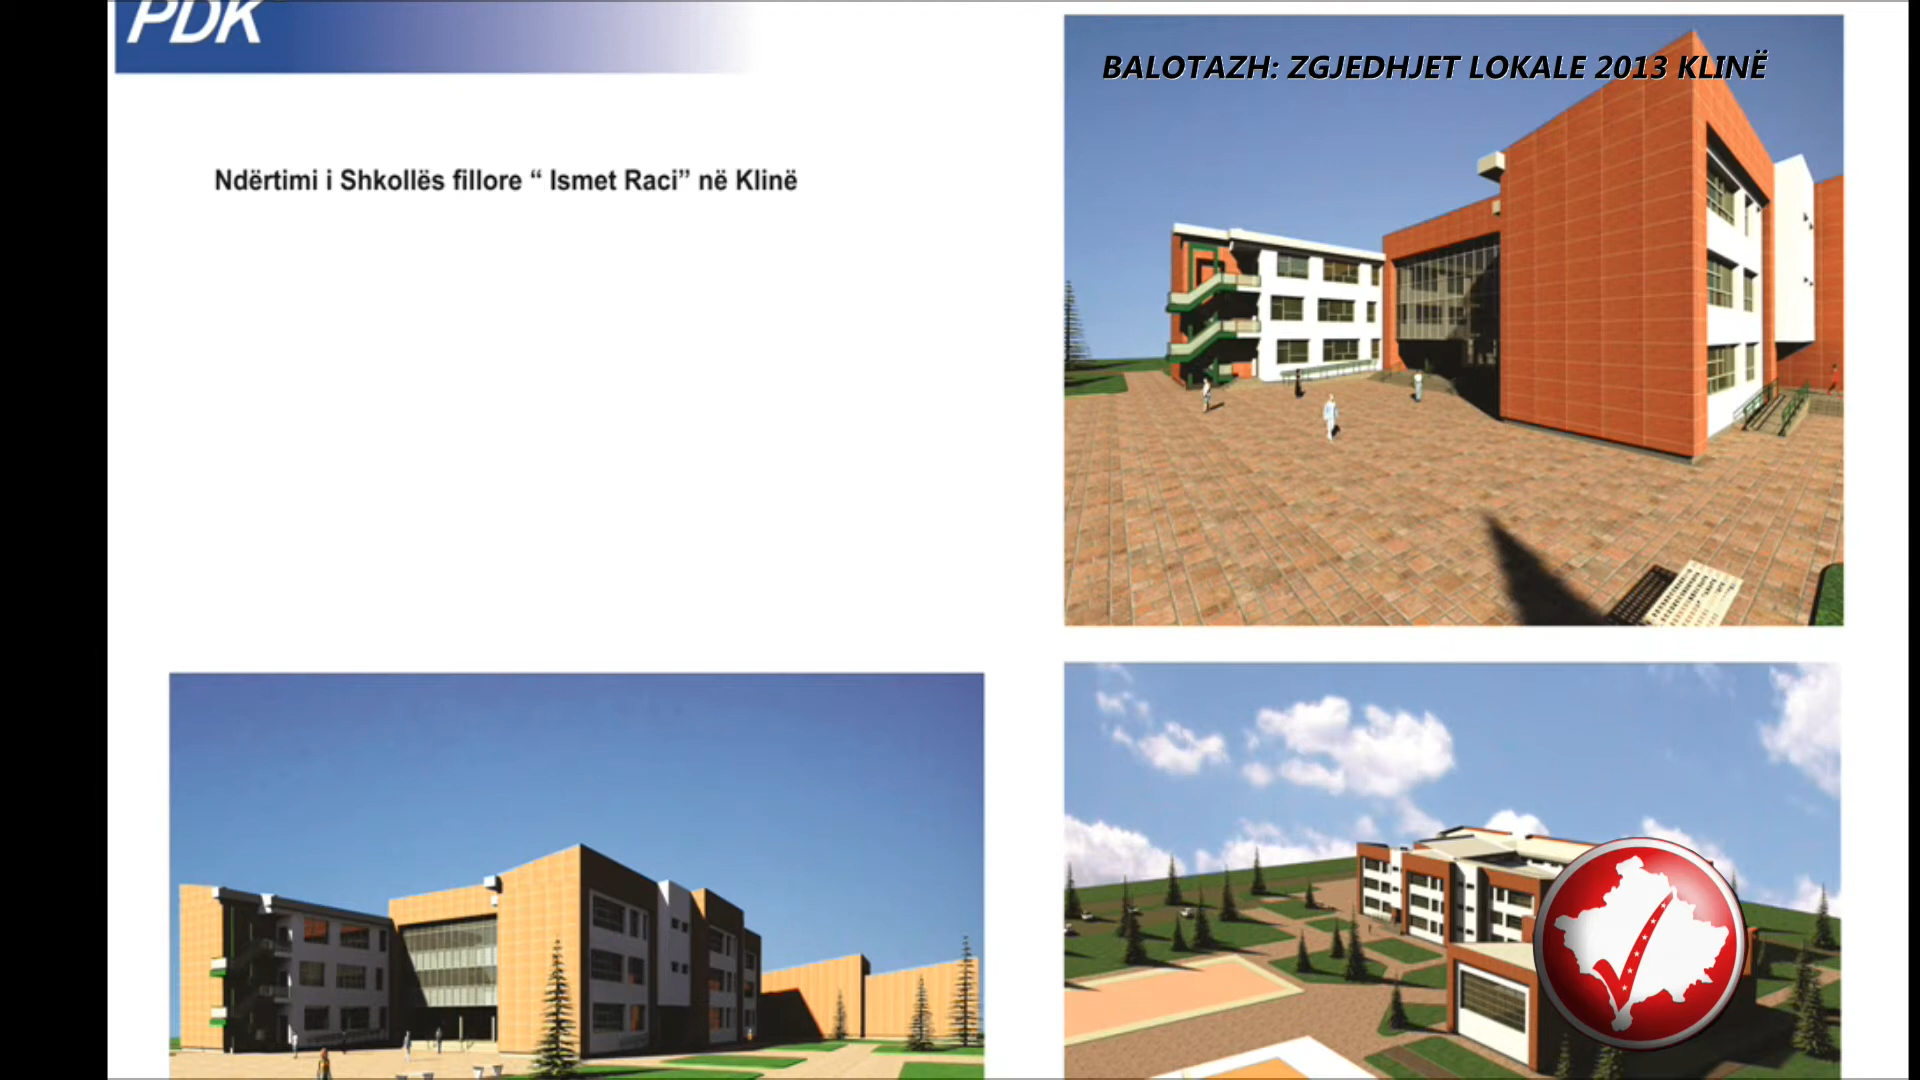 PDK
BALOTAZH: ZGJEDHJET LOKALE 2013 KLINË
Ndërtimi i Shkollës fillore “ Ismet Raci” në Klinë